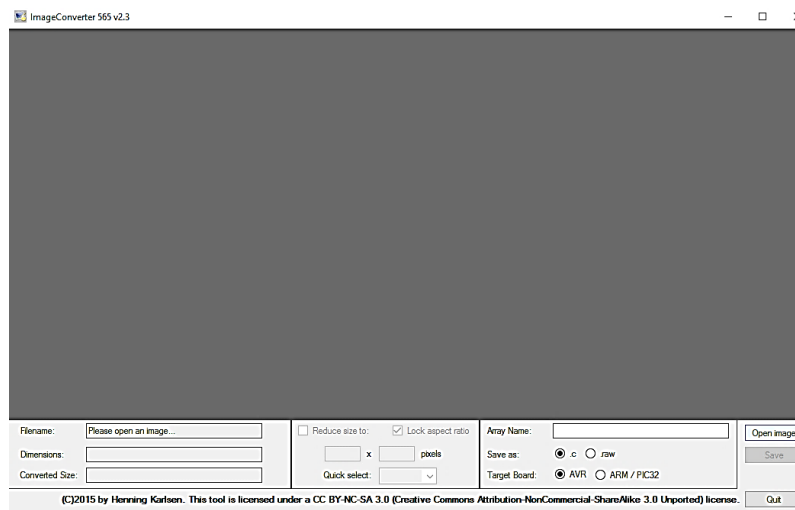 ImageConverter 565 v2.3
Filename: Please open an image... Reduce size to: Lock aspect ratio Array Name: Open image
Dimensions: x pixels Save as: .c .raw Save
Converted Size: Quick select: Target Board: AVR ARM / PIC32
(C)2015 by Henning Karlsen. This tool is licensed under a CC BY-NC-SA 3.0 (Creative Commons Attribution-NonCommercial-ShareAlike 3.0 Unported) license. Quit